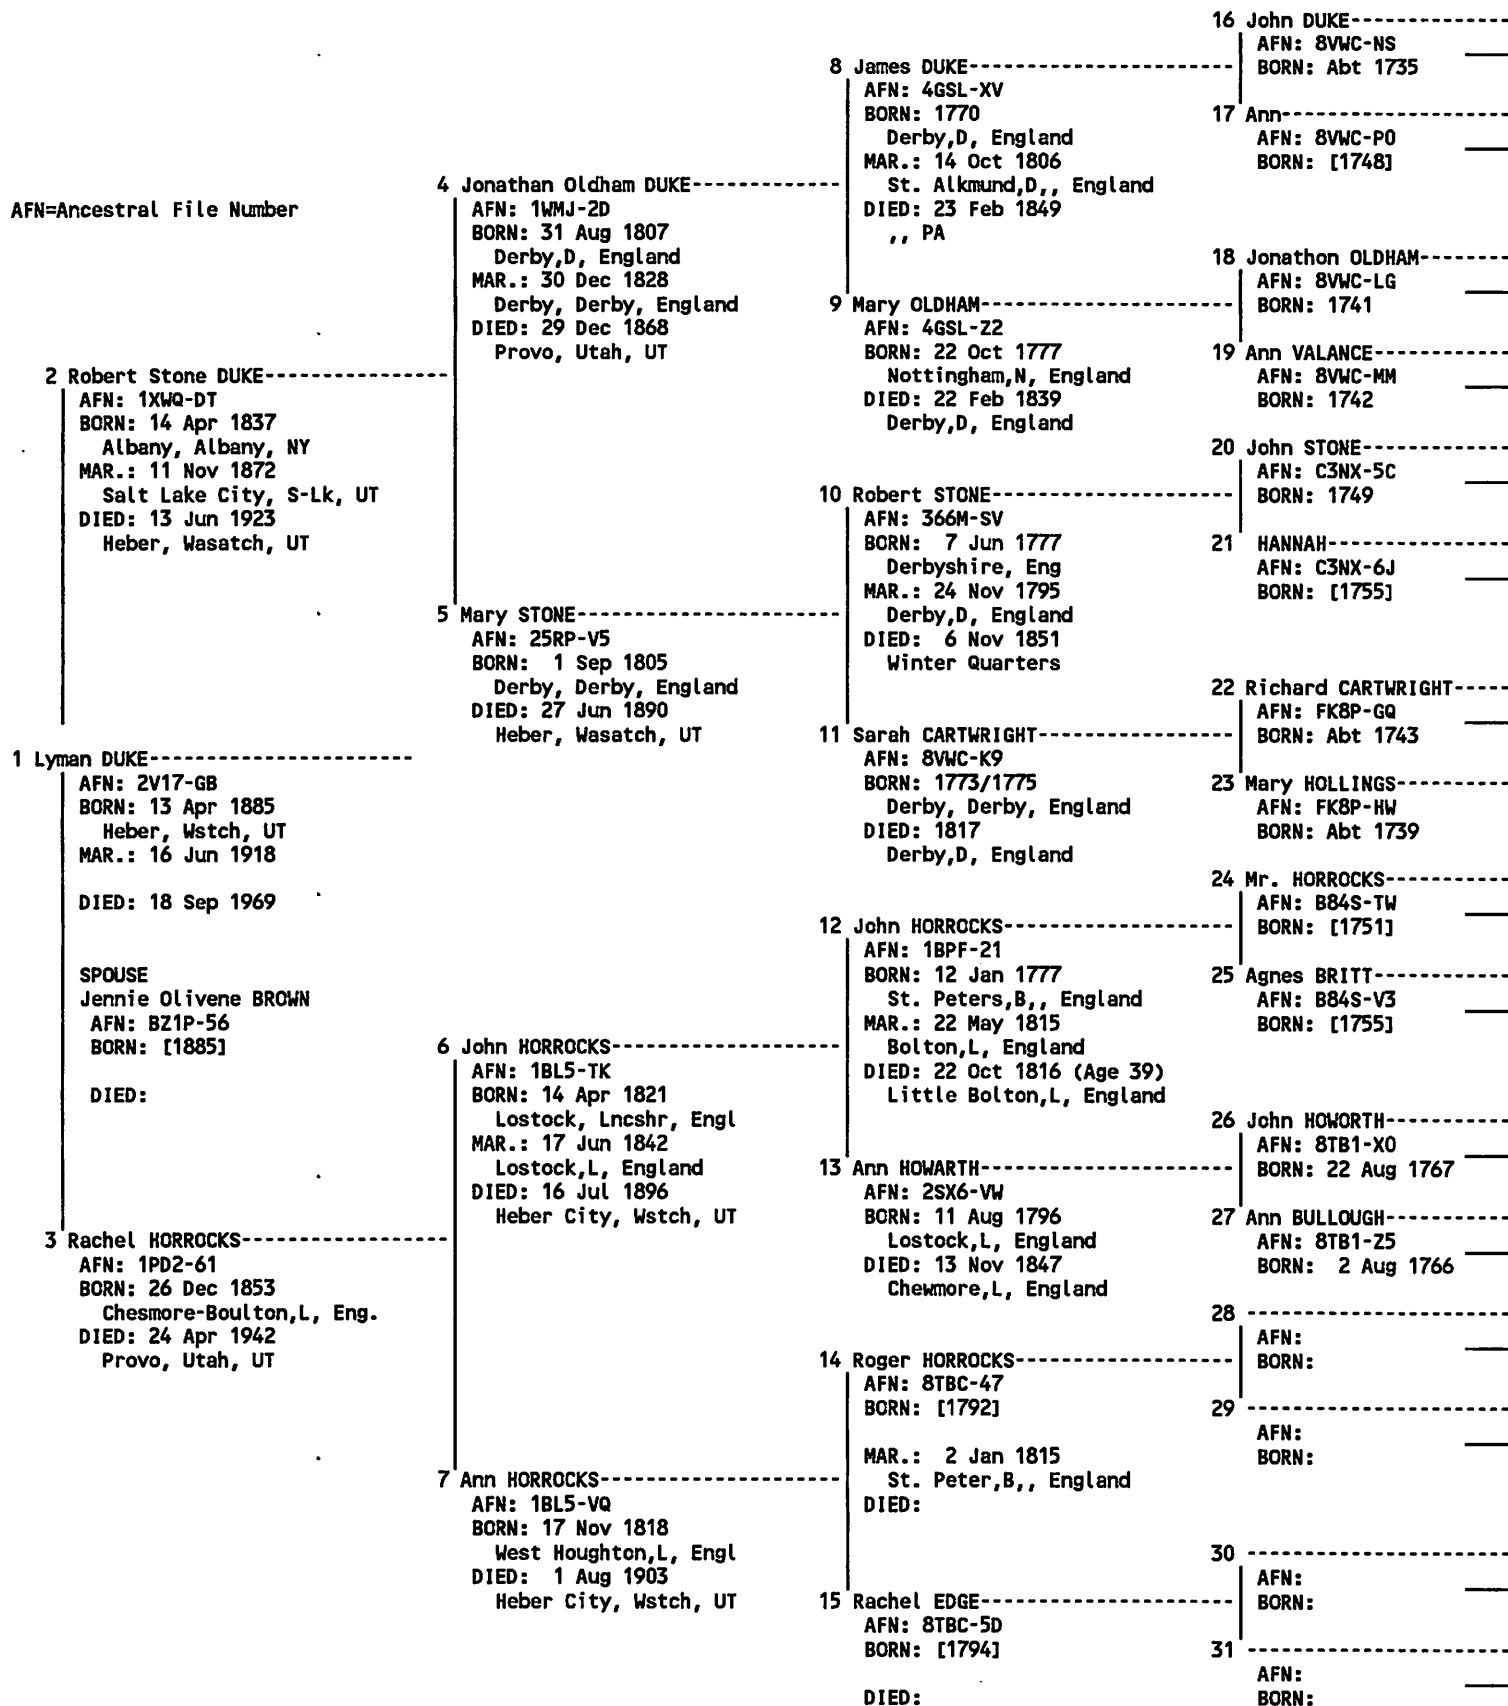 AFN=Ancestral File Number
1 Lyman DUKE----------------------
AFN: 2V17-GB
BORN: 13 Apr 1885
Heber, Wstch, UT
MAR.: 16 Jun 1918
DIED: 18 Sep 1969
SPOUSE
Jennie Olivene BROWN
AFN: BZ1P-56
BORN: [1885]
DIED:
2 Robert Stone DUKE----------------
AFN: 1XWQ-DT
BORN: 14 Apr 1837
Albany, Albany, NY
MAR.: 11 Nov 1872
Salt Lake City, S-Lk, UT
DIED: 13 Jun 1923
Heber, Wasatch, UT
3 Rachel HORROCKS------------------
AFN: 1PD2-61
BORN: 26 Dec 1853
Chesmore-Boulton,L, Eng.
DIED: 24 Apr 1942
Provo, Utah, UT
4 Jonathan Oldham DUKE-------------
AFN: 1WMJ-2D
BORN: 31 Aug 1807
Derby,D, England
MAR.: 30 Dec 1828
Derby, Derby, England
DIED: 29 Dec 1868
Provo, Utah, UT
5 Mary STONE-----------------------
AFN: 25RP-V5
BORN:  1 Sep 1805
Derby, Derby, England
DIED: 27 Jun 1890
Heber, Wasatch, UT
6 John HORROCKS--------------------
AFN: 1BL5-TK
BORN: 14 Apr 1821
Lostock, Lncshr, Engl
MAR.: 17 Jun 1842
Lostock,L, England
DIED: 16 Jul 1896
Heber City, Wstch, UT
7 Ann HORROCKS---------------------
AFN: 1BL5-VQ
BORN: 17 Nov 1818
West Houghton,L, Engl
DIED:  1 Aug 1903
Heber City, Wstch, UT
8 James DUKE-----------------------
AFN: 4GSL-XV
BORN: 1770
Derby,D, England
MAR.: 14 Oct 1806
St. Alkmund,D,, England
DIED: 23 Feb 1849
,, PA
9 Mary OLDHAM----------------------
AFN: 4GSL-Z2
BORN: 22 Oct 1777
Nottingham,N, England
DIED: 22 Feb 1839
Derby,D, England
10 Robert STONE---------------------
AFN: 366M-SV
BORN:  7 Jun 1777
Derbyshire, Eng
MAR.: 24 Nov 1795
Derby,D, England
DIED:  6 Nov 1851
Winter Quarters
11 Sarah CARTWRIGHT-----------------
AFN: 8VWC-K9
BORN: 1773/1775
Derby, Derby, England
DIED: 1817
Derby,D, England
12 John HORROCKS--------------------
AFN: 1BPF-21
BORN: 12 Jan 1777
St. Peters,B,, England
MAR.: 22 May 1815
Bolton,L, England
DIED: 22 Oct 1816 (Age 39)
Little Bolton,L, England
13 Ann HOWARTH----------------------
AFN: 2SX6-VW
BORN: 11 Aug 1796
Lostock,L, England
DIED: 13 Nov 1847
Chewmore,L, England
14 Roger HORROCKS-------------------
AFN: 8TBC-47
BORN: [1792]
MAR.:  2 Jan 1815
St. Peter,B,, England
DIED:
15 Rachel EDGE----------------------
AFN: 8TBC-5D
BORN: [1794]
DIED:
16 John DUKE--------------
AFN: 8VWC-NS
BORN: Abt 1735
17 Ann--------------------
AFN: 8VWC-P0
BORN: [1748]
18 Jonathon OLDHAM--------
AFN: 8VWC-LG
BORN: 1741
19 Ann VALANCE------------
AFN: 8VWC-MM
BORN: 1742
20 John STONE-------------
AFN: C3NX-5C
BORN: 1749
21 HANNAH----------------
AFN: C3NX-6J
BORN: [1755]
22 Richard CARTWRIGHT-----
AFN: FK8P-GQ
BORN: Abt 1743
23 Mary HOLLINGS----------
AFN: FK8P-HW
BORN: Abt 1739
24 Mr. HORROCKS-----------
AFN: B84S-TW
BORN: [1751]
25 Agnes BRITT------------
AFN: B84S-V3
BORN: [1755]
26 John HOWORTH-----------
AFN: 8TB1-X0
BORN: 22 Aug 1767
27 Ann BULLOUGH-----------
AFN: 8TB1-Z5
BORN:  2 Aug 1766
28 -----------------------
AFN:
BORN:
29 -----------------------
AFN:
BORN:
30 -----------------------
AFN:
BORN:
31 -----------------------
AFN:
BORN: